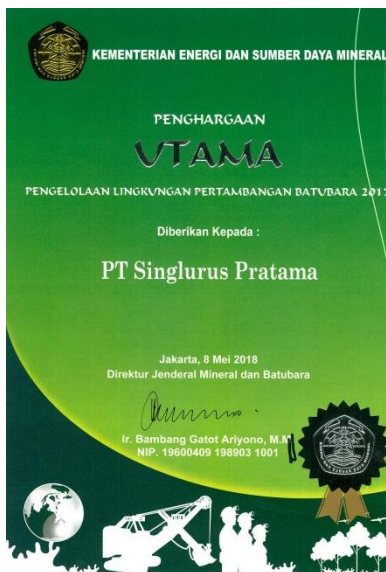 KEMENTERIAN ENERGI DAN SUMBER DAYA MINERAL
PENGHARGAAN
UTAMA
PENGELOLAAN LINGKUNGAN PERTAMBANGAN BATUBARA 2017
Diberikan Kepada :
PT Singlurus Pratama
Jakarta, 8 Mei 2018
Direktur Jenderal Mineral dan Batubara
Ir. Bambang Gatot Ariyono, M.M
NIP. 19600409 198903 1001